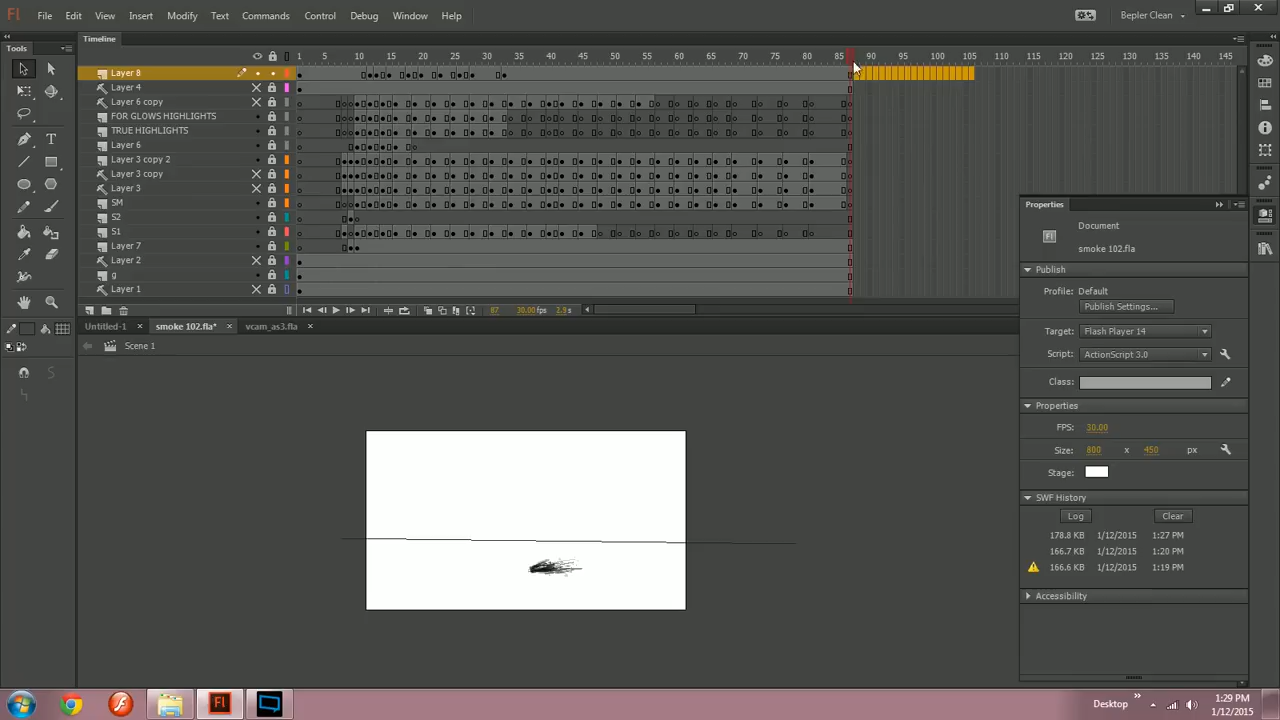 Fl File Edit View Insert Modify Text Commands Control Debug Window Help Bepler Clean
Tools Timeline
1 5 10 15 20 25 30 35 40 45 50 55 60 65 70 75 80 85 90 95 100 105 110 115 120 125 130 135 140 145
Layer 8
Layer 4
Layer 6 copy
FOR GLOWS HIGHLIGHTS
TRUE HIGHLIGHTS
Layer 6
Layer 3 copy 2
Layer 3 copy
Layer 3
SM
S2
S1
Layer 7
Layer 2
g
Layer 1
87 30.00fps 2.9s
Untitled-1 × smoke 102.fla* × vcam_as3.fla ×
Scene 1
Properties
Document
Fl
smoke 102.fla
Publish
Profile: Default
Publish Settings...
Target: Flash Player 14
Script: ActionScript 3.0
Class:
Properties
FPS: 30.00
Size: 800 x 450 px
Stage:
SWF History
Log Clear
178.8 KB 1/12/2015 1:27 PM
166.7 KB 1/12/2015 1:20 PM
166.6 KB 1/12/2015 1:19 PM
Accessibility
Fl
Desktop
1:29 PM
1/12/2015